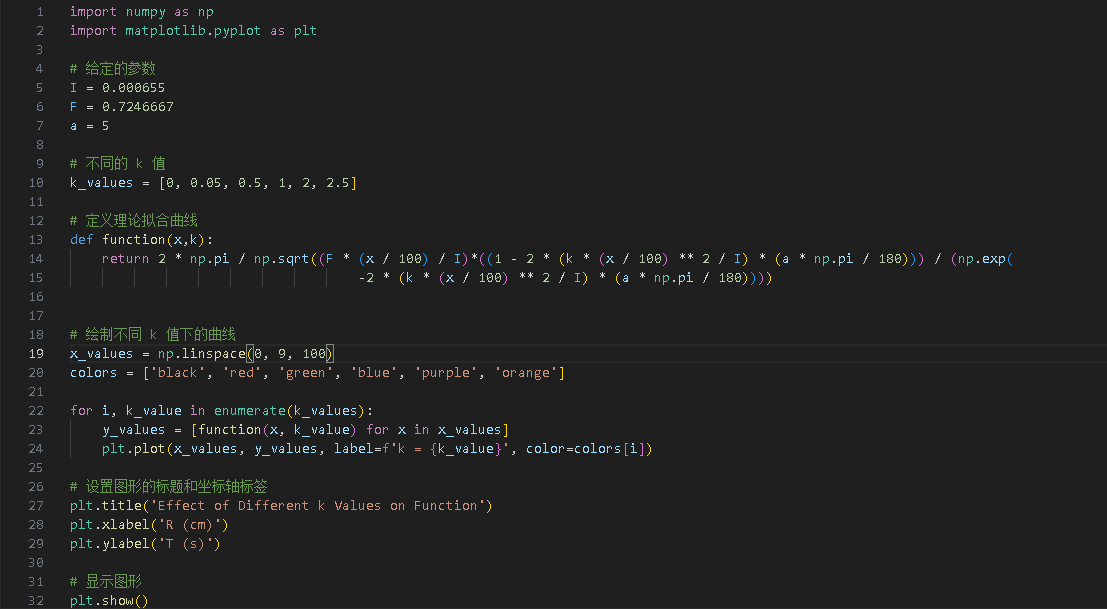 1 import numpy as np
2 import matplotlib.pyplot as plt
3
4 # 给定的参数
5 I = 0.000655
6 F = 0.7246667
7 a = 5
8
9 # 不同的 k 值
10 k_values = [0, 0.05, 0.5, 1, 2, 2.5]
11
12 # 定义理论拟合曲线
13 def function(x,k):
14     return 2 * np.pi / np.sqrt((F * (x / 100) / I)*((1 - 2 * (k * (x / 100) ** 2 / I) * (a * np.pi / 180))) / (np.exp(
15                                     -2 * (k * (x / 100) ** 2 / I) * (a * np.pi / 180))))
16
17
18 # 绘制不同 k 值下的曲线
19 x_values = np.linspace(0, 9, 100)
20 colors = ['black', 'red', 'green', 'blue', 'purple', 'orange']
21
22 for i, k_value in enumerate(k_values):
23     y_values = [function(x, k_value) for x in x_values]
24     plt.plot(x_values, y_values, label=f'k = {k_value}', color=colors[i])
25
26 # 设置图形的标题和坐标轴标签
27 plt.title('Effect of Different k Values on Function')
28 plt.xlabel('R (cm)')
29 plt.ylabel('T (s)')
30
31 # 显示图形
32 plt.show()